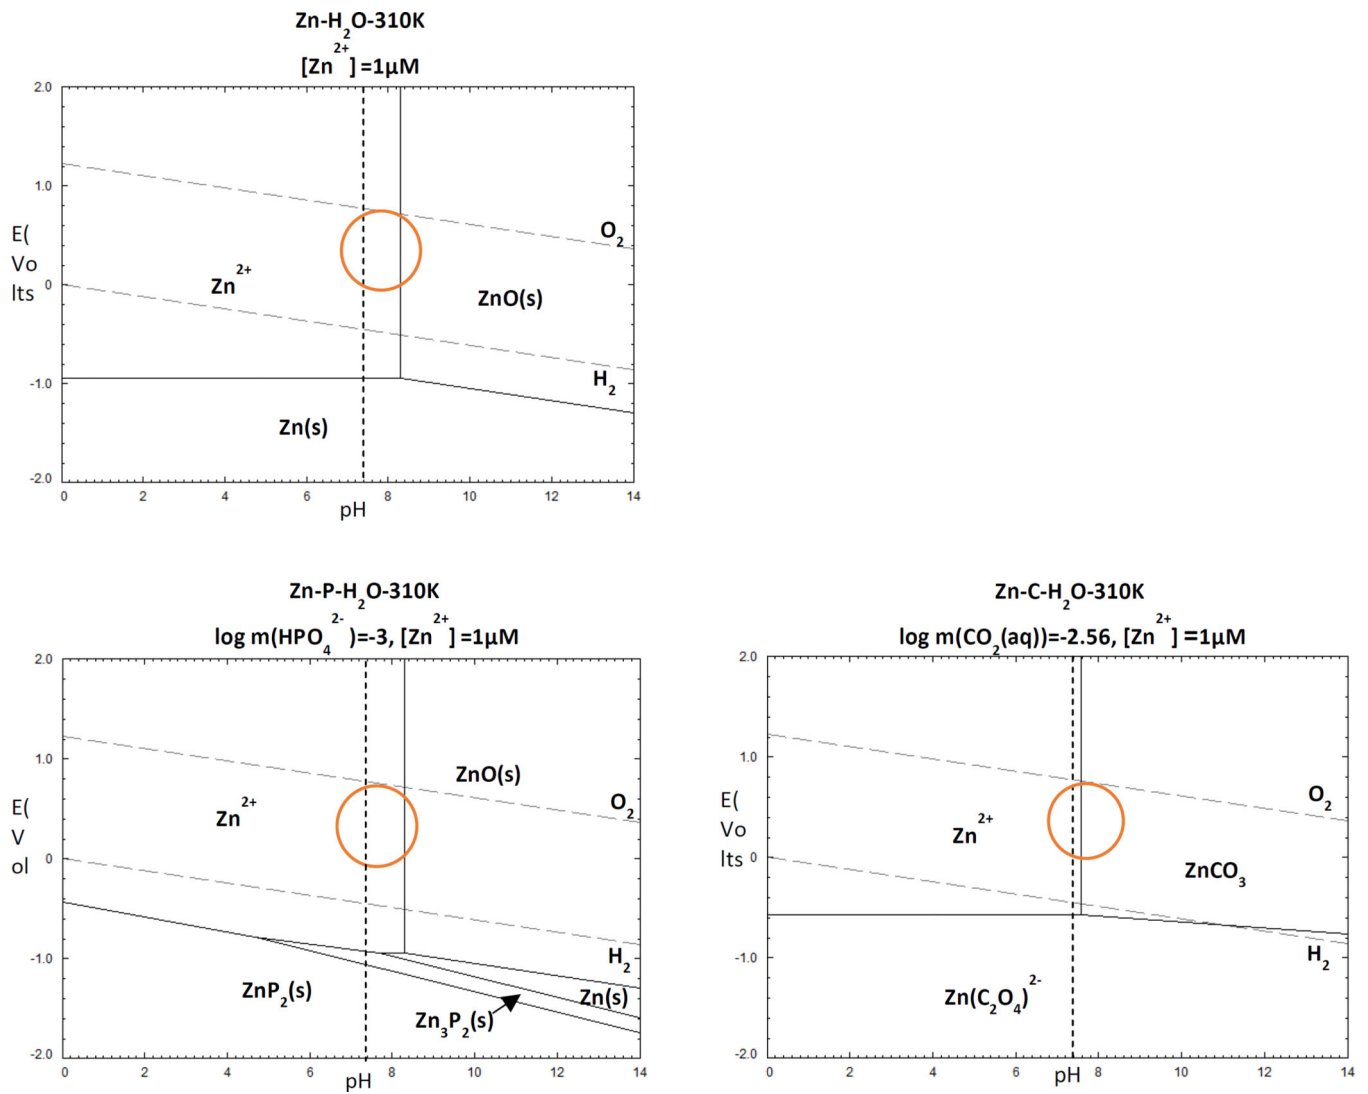 Zn-H₂O-310K
[Zn²⁺] =1μM
2.0
1.0
0
-1.0
-2.0
E(
Vo
lts
Zn²⁺
ZnO(s)
Zn(s)
O₂
H₂
0 2 4 6 8 10 12 14
pH
Zn-P-H₂O-310K
log m(HPO₄²⁻)=-3, [Zn²⁺] =1μM
2.0
1.0
0
-1.0
-2.0
E(
V
ol
Zn²⁺
ZnO(s)
O₂
H₂
ZnP₂(s)
Zn(s)
Zn₃P₂(s)
0 2 4 6 8 10 12 14
pH
Zn-C-H₂O-310K
log m(CO₂(aq))=-2.56, [Zn²⁺] =1μM
2.0
1.0
0
-1.0
-2.0
E(
Vo
lts
Zn²⁺
ZnCO₃
O₂
H₂
Zn(C₂O₄)²⁻
0 2 4 6 8 10 12 14
pH